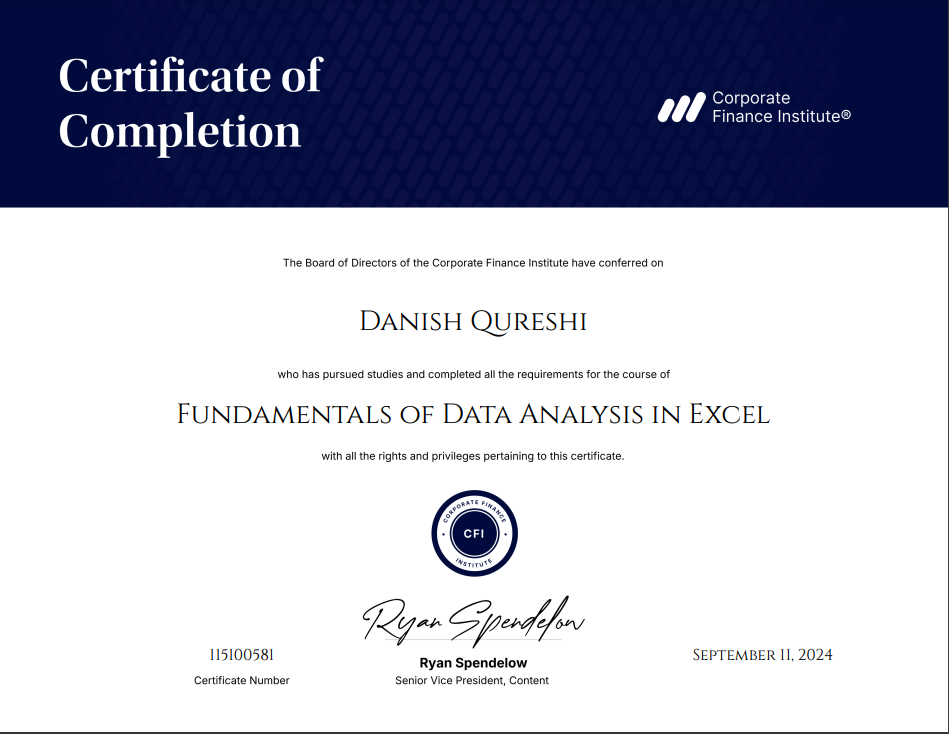 Certificate of
Completion
Corporate
Finance Institute®
The Board of Directors of the Corporate Finance Institute have conferred on
Danish Qureshi
who has pursued studies and completed all the requirements for the course of
Fundamentals of Data Analysis in Excel
with all the rights and privileges pertaining to this certificate.
CORPORATE FINANCE
CFI
INSTITUTE
Ryan Spendelow
115100581
Ryan Spendelow
September 11, 2024
Certificate Number
Senior Vice President, Content